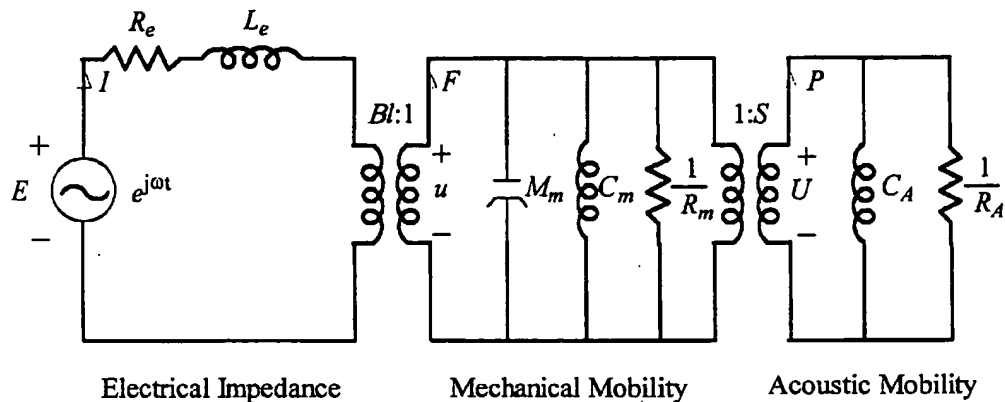 R_e
L_e
I
+
E
e^{jωt}
−
Bl:1
F
+
u
−
M_m
C_m
1
R_m
1:S
P
+
U
−
C_A
1
R_A
Electrical Impedance
Mechanical Mobility
Acoustic Mobility